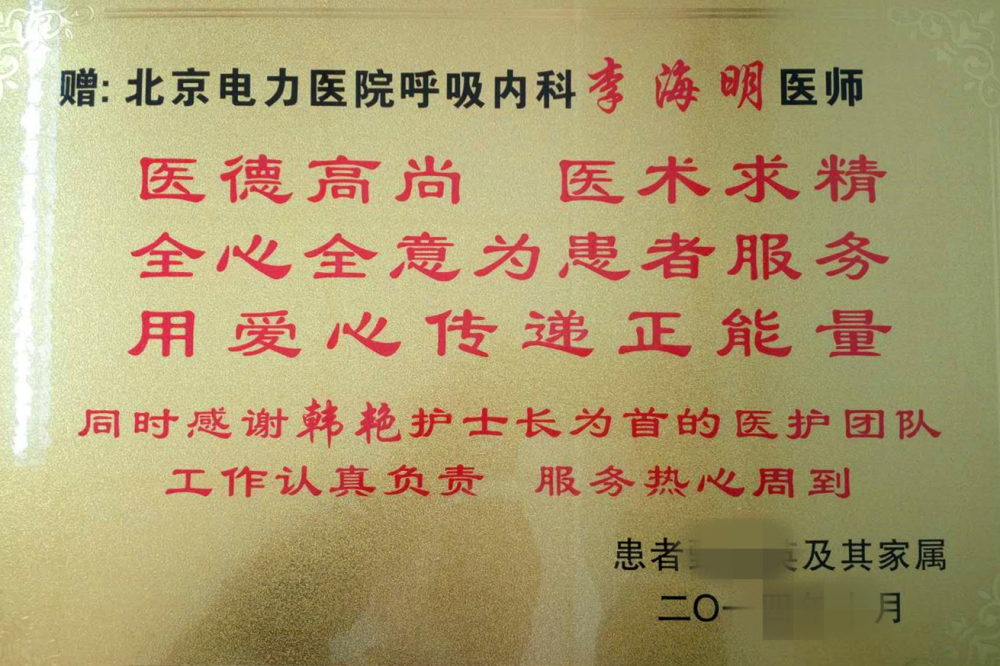 赠:北京电力医院呼吸内科李海明医师
医德高尚 医术求精
全心全意为患者服务
用爱心传递正能量
同时感谢韩艳护士长为首的医护团队
工作认真负责 服务热心周到
患者 及其家属
二〇一 月